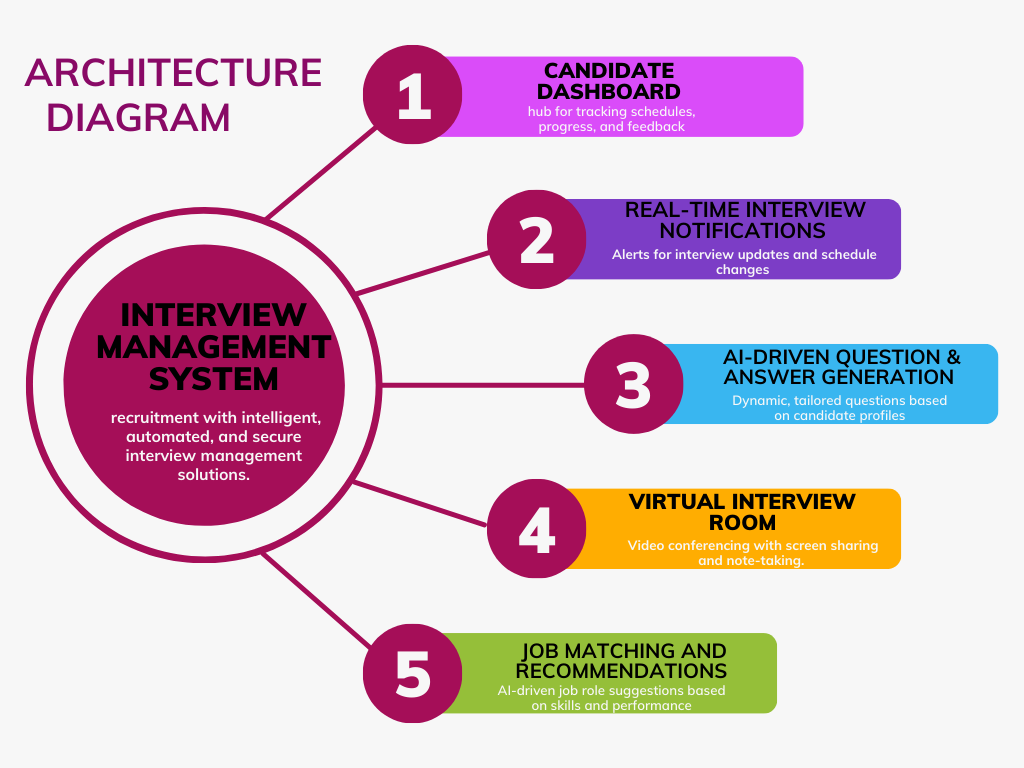 ARCHITECTURE
DIAGRAM
1
CANDIDATE
DASHBOARD
hub for tracking schedules,
progress, and feedback
2
REAL-TIME INTERVIEW
NOTIFICATIONS
Alerts for interview updates and schedule
changes
INTERVIEW
MANAGEMENT
SYSTEM
recruitment with intelligent,
automated, and secure
interview management
solutions.
3
AI-DRIVEN QUESTION &
ANSWER GENERATION
Dynamic, tailored questions based
on candidate profiles
4
VIRTUAL INTERVIEW
ROOM
Video conferencing with screen sharing
and note-taking.
5
JOB MATCHING AND
RECOMMENDATIONS
AI-driven job role suggestions based
on skills and performance